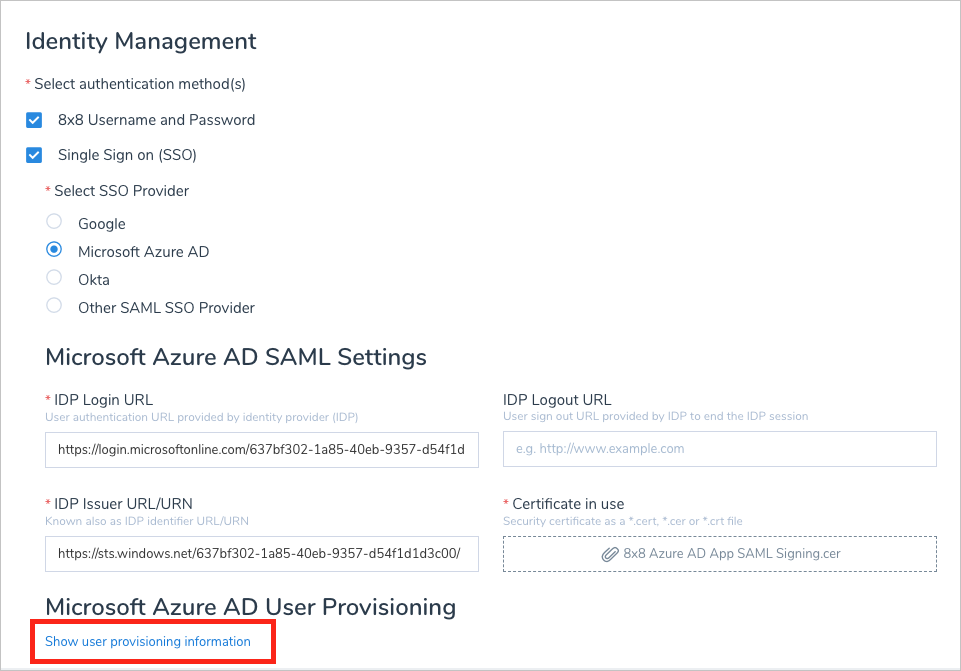 Identity Management
* Select authentication method(s)
8x8 Username and Password
Single Sign on (SSO)
* Select SSO Provider
Google
Microsoft Azure AD
Okta
Other SAML SSO Provider
Microsoft Azure AD SAML Settings
* IDP Login URL
User authentication URL provided by identity provider (IDP)
https://login.microsoftonline.com/637bf302-1a85-40eb-9357-d54f1d
IDP Logout URL
User sign out URL provided by IDP to end the IDP session
e.g. http://www.example.com
* IDP Issuer URL/URN
Known also as IDP identifier URL/URN
https://sts.windows.net/637bf302-1a85-40eb-9357-d54f1d1d3c00/
* Certificate in use
Security certificate as a *.cert, *.cer or *.crt file
8x8 Azure AD App SAML Signing.cer
Microsoft Azure AD User Provisioning
Show user provisioning information